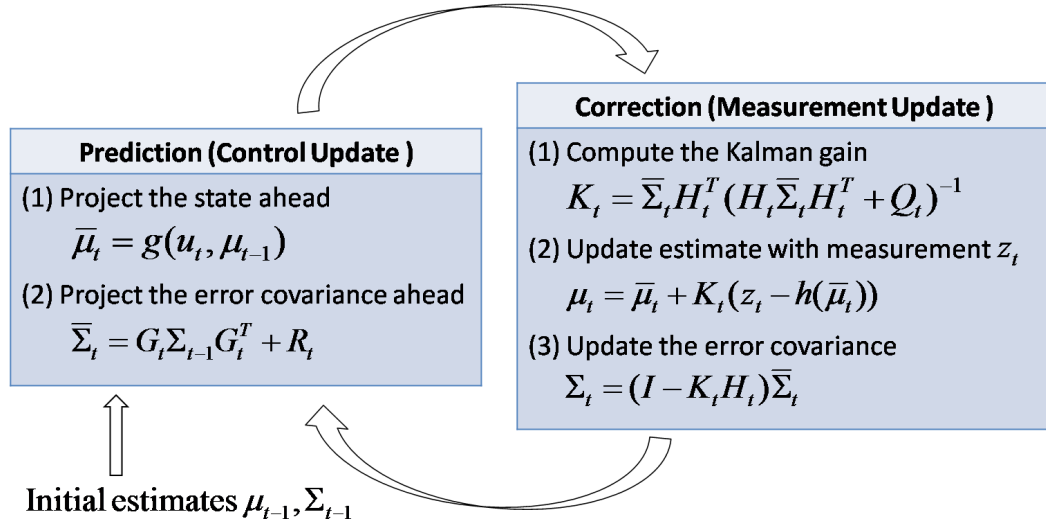 Prediction (Control Update )
(1) Project the state ahead
μ̅ₜ = g(uₜ, μₜ₋₁)
(2) Project the error covariance ahead
Σ̅ₜ = GₜΣₜ₋₁Gₜᵀ + Rₜ
Initial estimates μₜ₋₁, Σₜ₋₁
Correction (Measurement Update )
(1) Compute the Kalman gain
Kₜ = Σ̅ₜHₜᵀ(HₜΣ̅ₜHₜᵀ + Qₜ)⁻¹
(2) Update estimate with measurement zₜ
μₜ = μ̅ₜ + Kₜ(zₜ − h(μ̅ₜ))
(3) Update the error covariance
Σₜ = (I − KₜHₜ)Σ̅ₜ